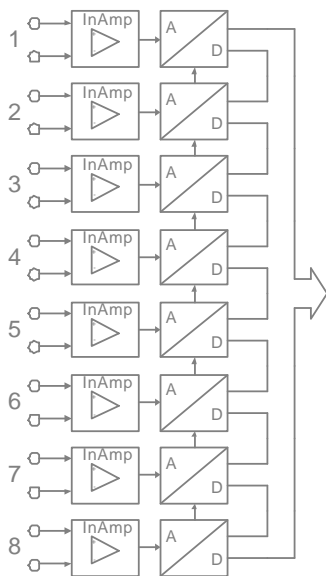 1 InAmp A D
2 InAmp A D
3 InAmp A D
4 InAmp A D
5 InAmp A D
6 InAmp A D
7 InAmp A D
8 InAmp A D